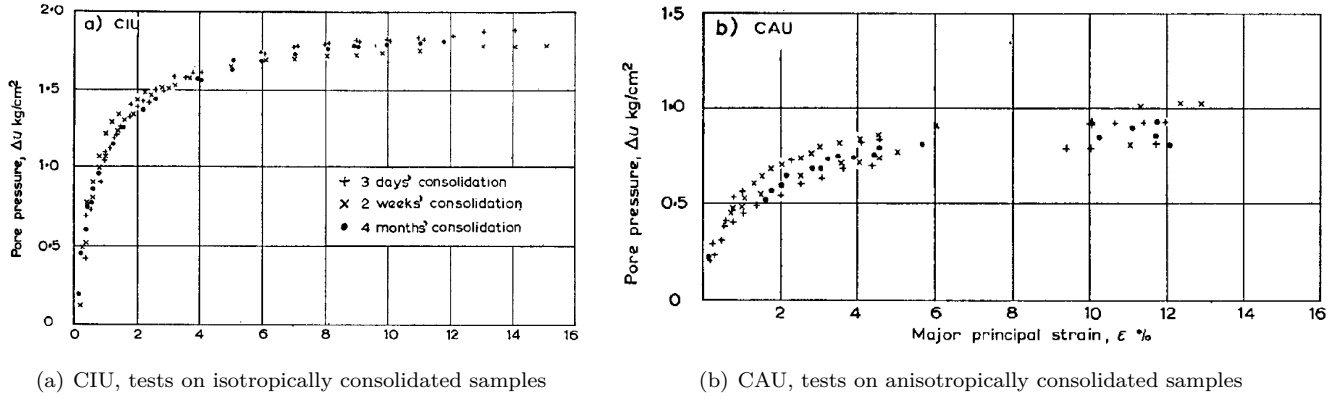 a) CIU
Pore pressure, Δu kg/cm²
2·0
1·5
1·0
0·5
0
0 2 4 6 8 10 12 14 16
+ 3 days' consolidation
× 2 weeks' consolidation
● 4 months' consolidation
(a) CIU, tests on isotropically consolidated samples
b) CAU
Pore pressure, Δu kg/cm²
1·0
0·5
0
2 4 6 8 10 12 14 16
Major principal strain, ε %
(b) CAU, tests on anisotropically consolidated samples